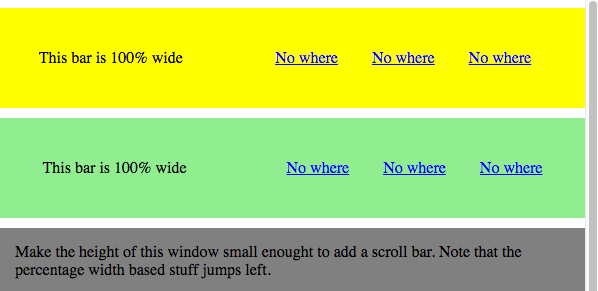 This bar is 100% wide No where No where No where
This bar is 100% wide No where No where No where
Make the height of this window small enought to add a scroll bar. Note that the
percentage width based stuff jumps left.